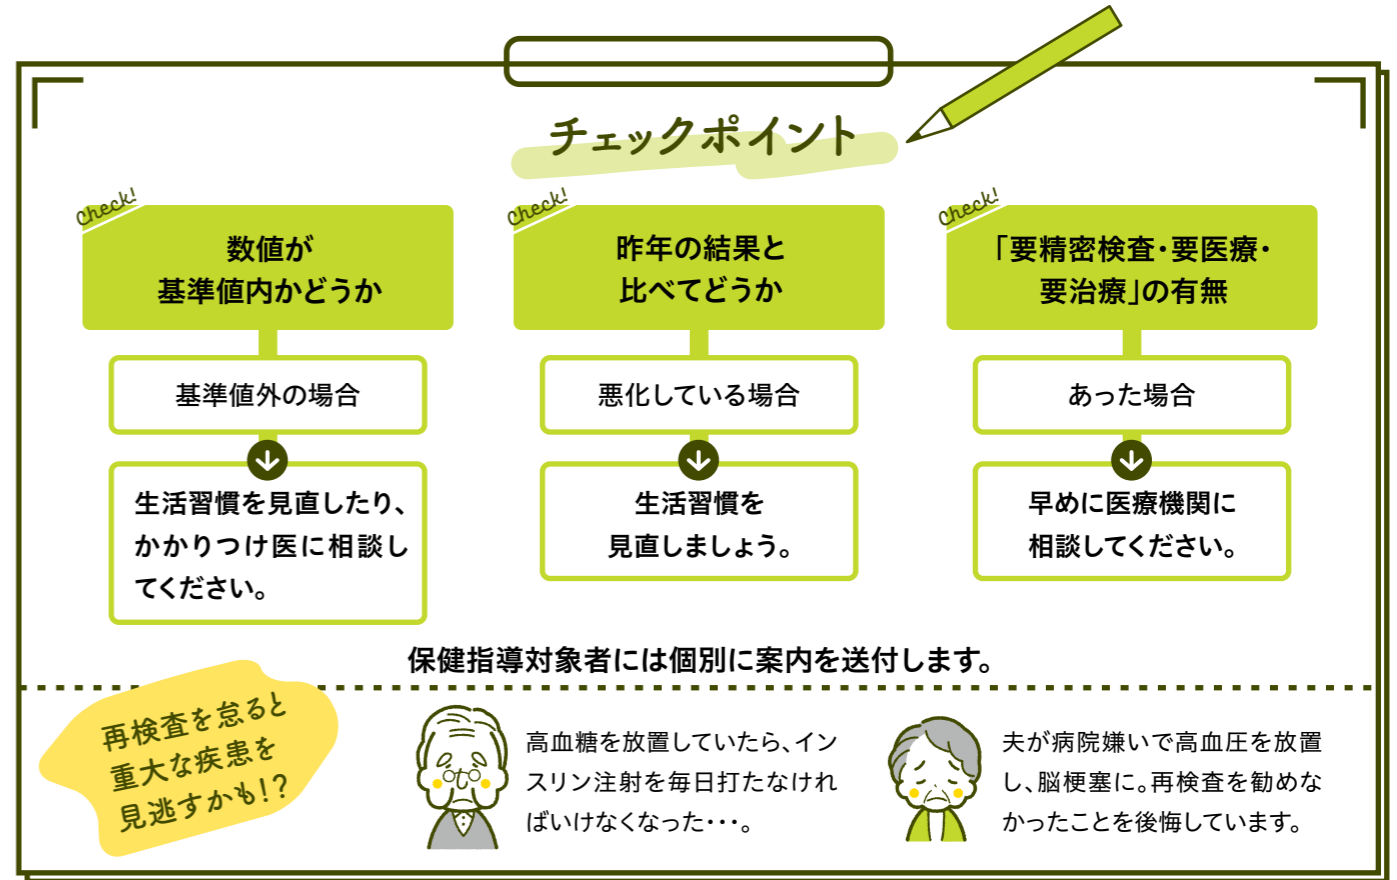 チェックポイント
Check!
数値が
基準値内かどうか
基準値外の場合
生活習慣を見直したり、
かかりつけ医に相談し
てください。
Check!
昨年の結果と
比べてどうか
悪化している場合
生活習慣を
見直しましょう。
Check!
「要精密検査・要医療・
要治療」の有無
あった場合
早めに医療機関に
相談してください。
保健指導対象者には個別に案内を送付します。
再検査を怠ると
重大な疾患を
見逃すかも!?
高血糖を放置していたら、イン
スリン注射を毎日打たなけれ
ばいけなくなった・・・。
夫が病院嫌いで高血圧を放置
し、脳梗塞に。再検査を勧めな
かったことを後悔しています。